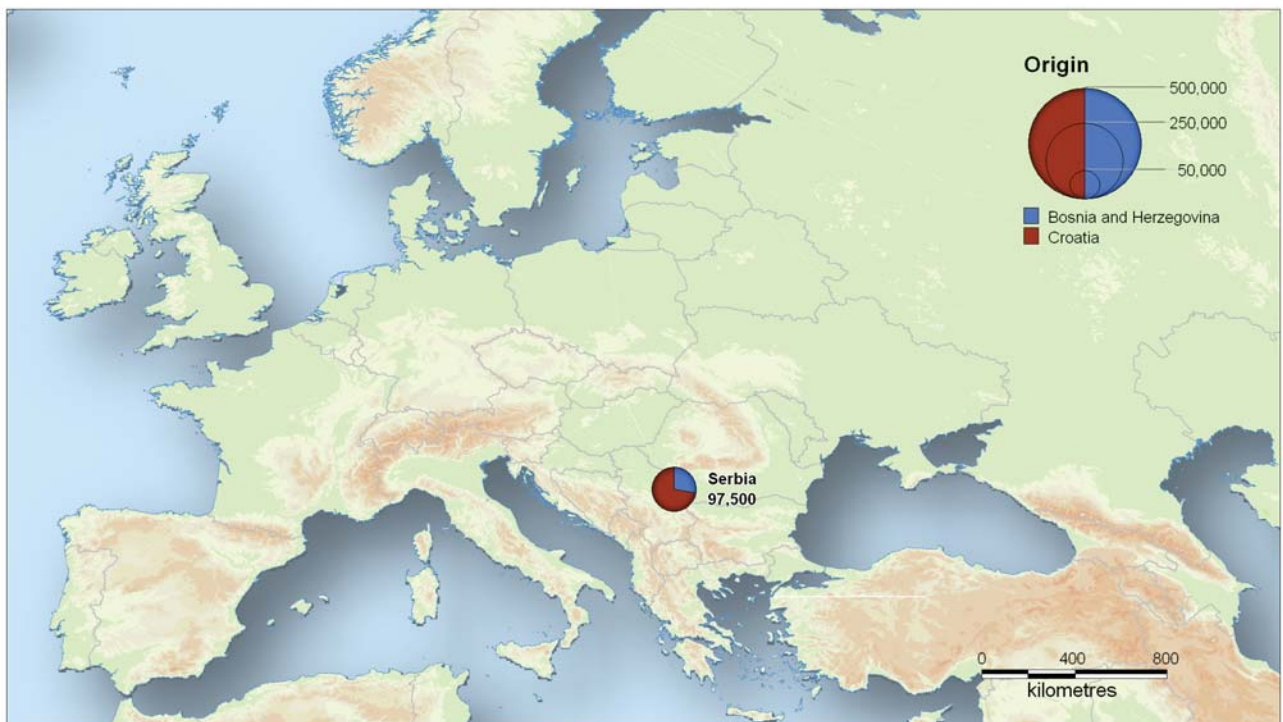 Origin
500,000
250,000
50,000
Bosnia and Herzegovina
Croatia
Serbia
97,500
0 400 800
kilometres